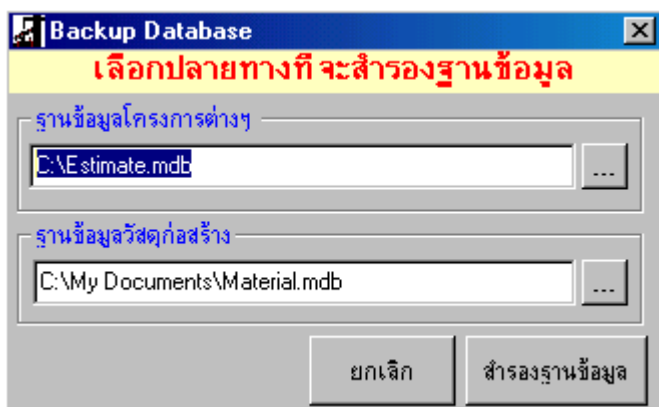 Backup Database
เลือกปลายทางที่จะสำรองฐานข้อมูล
ฐานข้อมูลโครงการต่างๆ
C:\Estimate.mdb
...
ฐานข้อมูลวัสดุก่อสร้าง
C:\My Documents\Material.mdb
...
ยกเลิก สำรองฐานข้อมูล